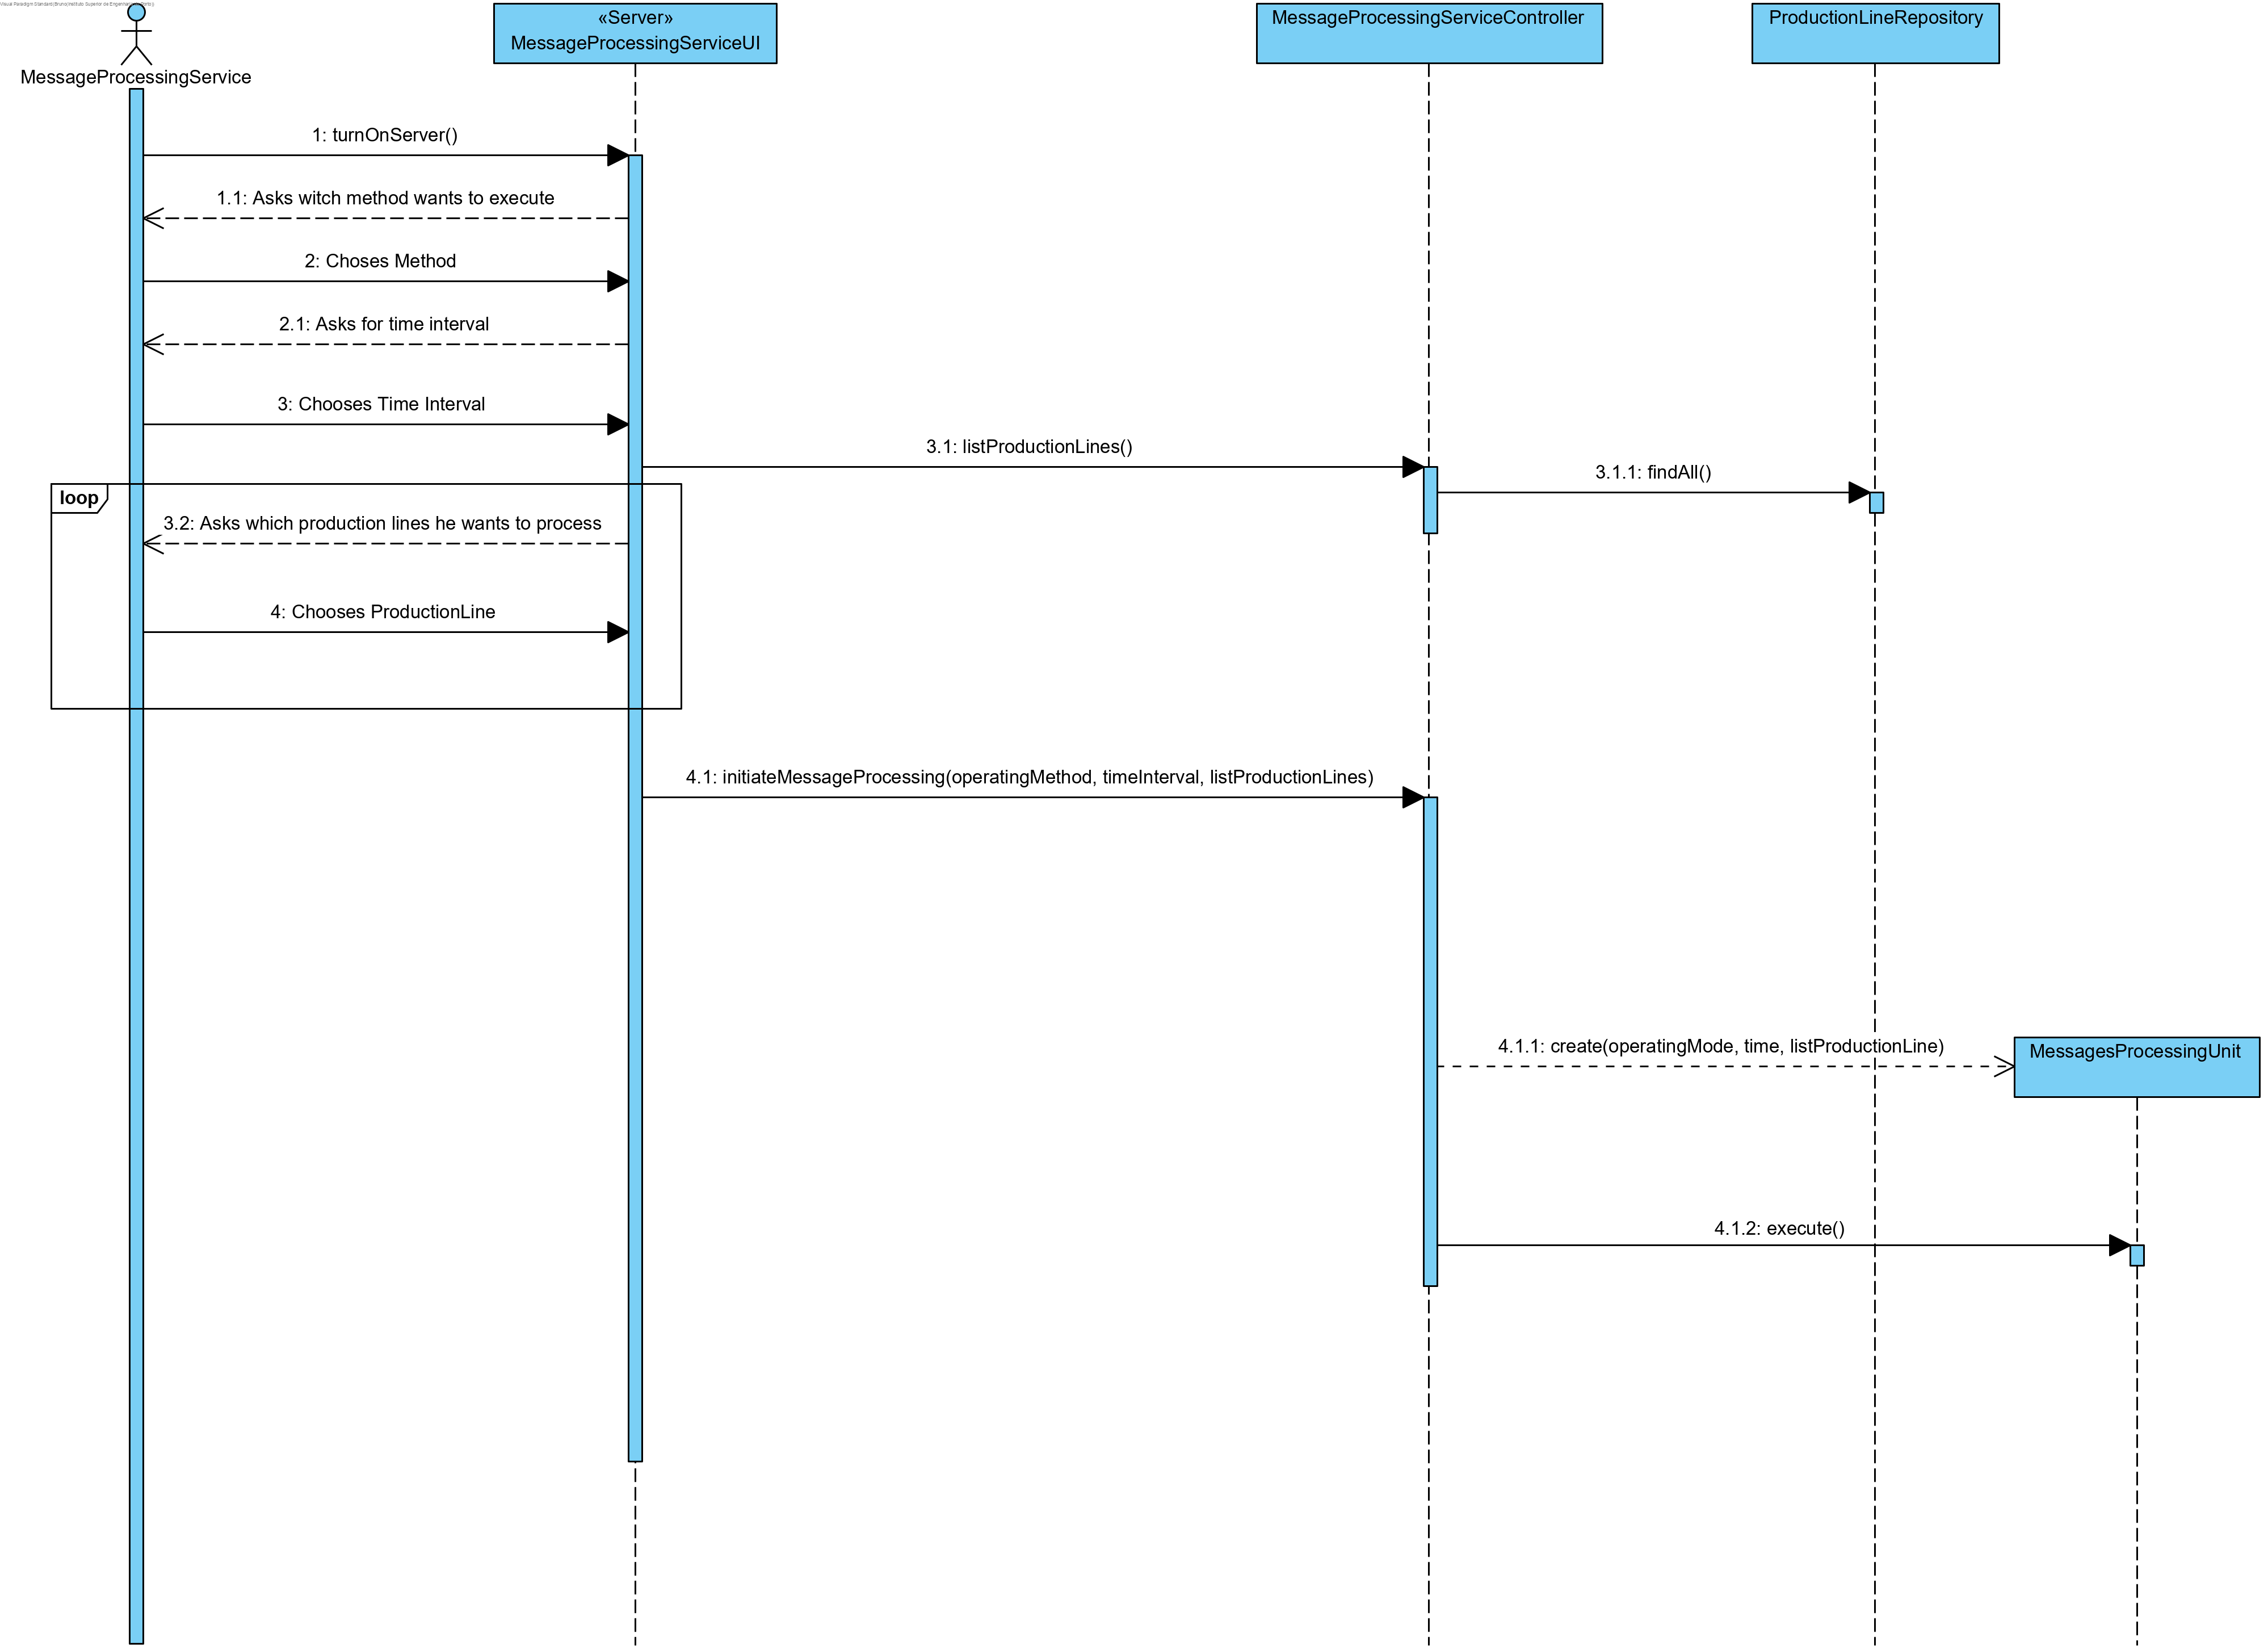 Visual Paradigm Standard(Bruno(Instituto Superior de Engenharia do Porto))
«Server»
MessageProcessingServiceUI
MessageProcessingServiceController
ProductionLineRepository
MessageProcessingService
1: turnOnServer()
1.1: Asks witch method wants to execute
2: Choses Method
2.1: Asks for time interval
3: Chooses Time Interval
3.1: listProductionLines()
3.1.1: findAll()
loop
3.2: Asks which production lines he wants to process
4: Chooses ProductionLine
4.1: initiateMessageProcessing(operatingMethod, timeInterval, listProductionLines)
4.1.1: create(operatingMode, time, listProductionLine)
MessagesProcessingUnit
4.1.2: execute()